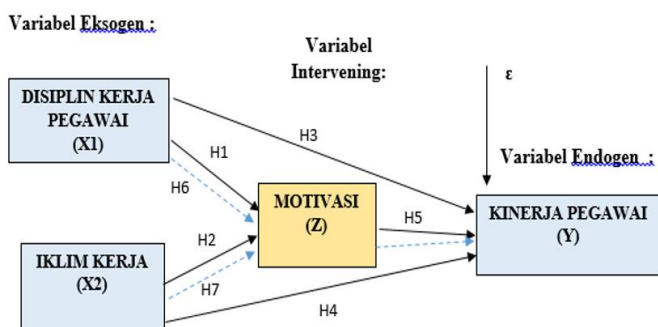 Variabel Eksogen :
Variabel
Intervening:
ε
DISIPLIN KERJA
PEGAWAI
(X1)
H3
H1
Variabel Endogen :
H6
MOTIVASI
(Z)
H5
KINERJA PEGAWAI
(Y)
H2
IKLIM KERJA
(X2)
H7
H4